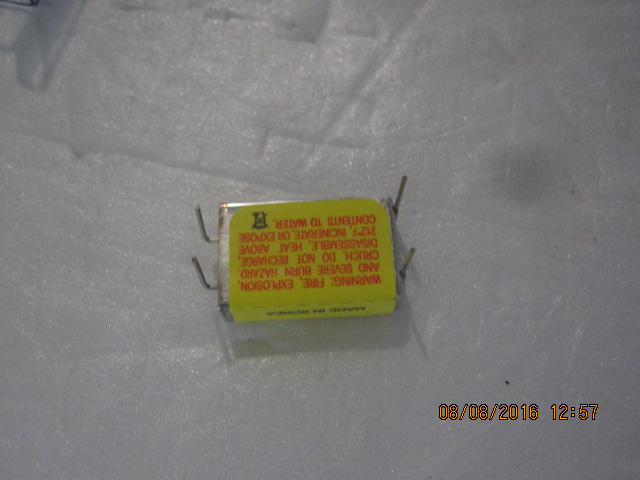 WARNING: FIRE, EXPLOSION,
AND SEVERE BURN HAZARD.
CRUCH, DO NOT RECHARGE,
DISASSEMBLE, HEAT ABOVE
212°F, INCINERATE, OR EXPOSE
CONTENTS TO WATER.
MADE IN KOREA
08/08/2016 12:57